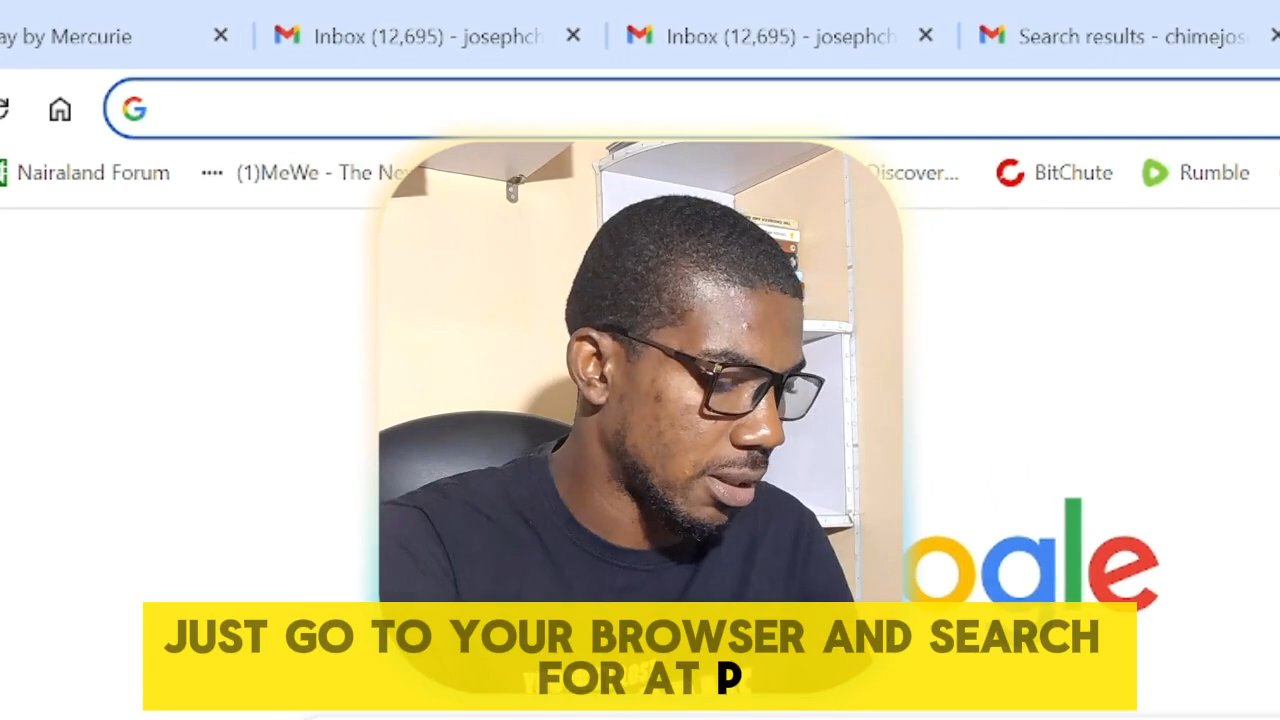 ay by Mercurie
Inbox (12,695) - josephch
Inbox (12,695) - josephch
Search results - chimejos
Nairaland Forum
(1)MeWe - The Ne
Discover...
BitChute
Rumble
ogle
JUST GO TO YOUR BROWSER AND SEARCH
FOR AT P